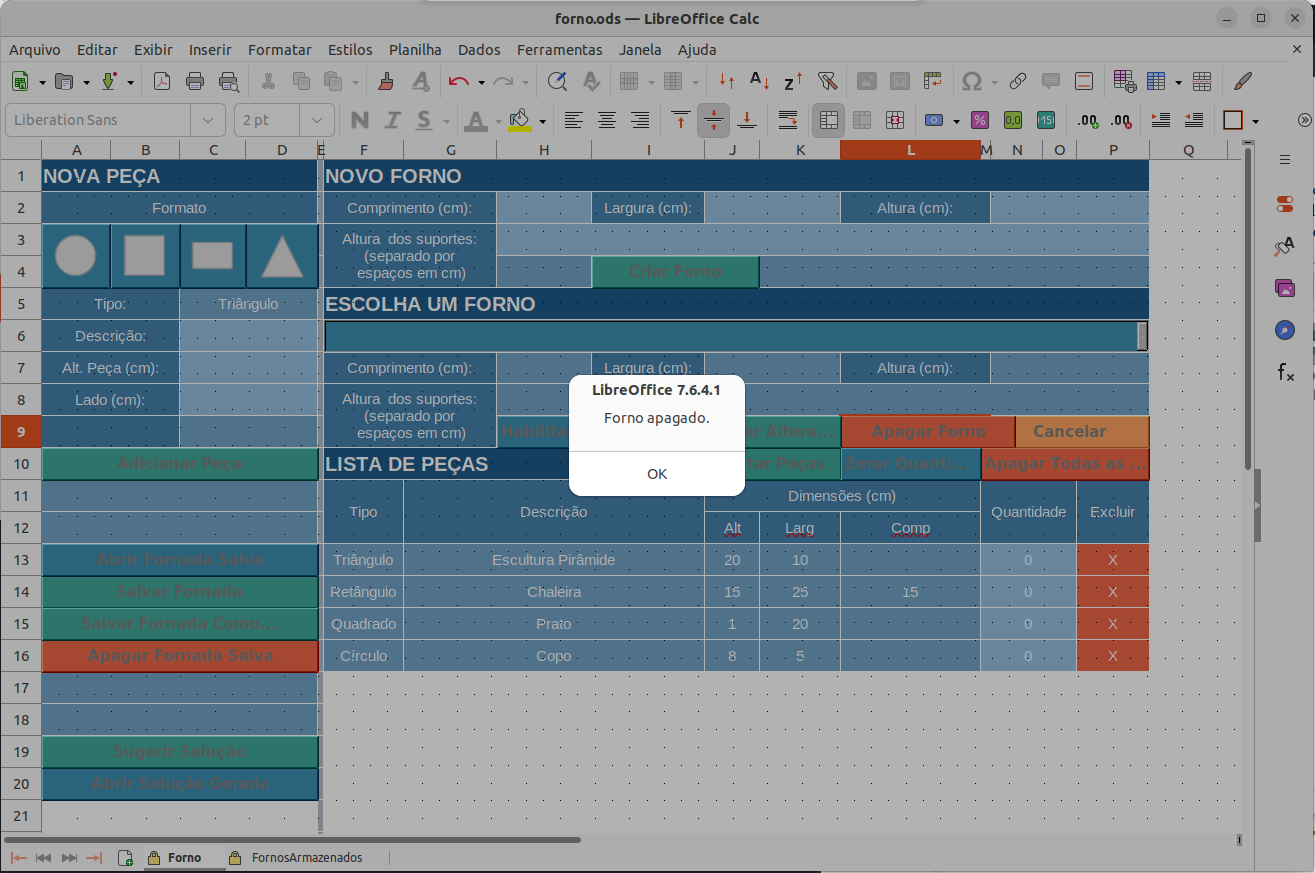 forno.ods — LibreOffice Calc
Arquivo Editar Exibir Inserir Formatar Estilos Planilha Dados Ferramentas Janela Ajuda
Liberation Sans 2 pt
A B C D E F G H I J K L M N O P Q
1 NOVA PEÇA NOVO FORNO
2 Formato Comprimento (cm): Largura (cm): Altura (cm):
3 Altura dos suportes:
(separado por
4 espaços em cm) Criar Forno
5 Tipo: Triângulo ESCOLHA UM FORNO
6 Descrição:
7 Alt. Peça (cm): Comprimento (cm): Largura (cm): Altura (cm):
8 Lado (cm): Altura dos suportes:
(separado por
9 espaços em cm) Apagar Forno Cancelar
LibreOffice 7.6.4.1
Forno apagado.
OK
10 Adicionar Peça LISTA DE PEÇAS Peças Zerar Quanti... Apagar Todas as ...
11 Tipo Descrição Dimensões (cm) Quantidade Excluir
12 Alt Larg Comp
13 Abrir Fornada Salva Triângulo Escultura Pirâmide 20 10 0 X
14 Salvar Fornada Retângulo Chaleira 15 25 15 0 X
15 Salvar Fornada Como... Quadrado Prato 1 20 0 X
16 Apagar Fornada Salva Círculo Copo 8 5 0 X
17
18
19 Sugerir Solução
20 Abrir Solução Gerada
21
Forno FornosArmazenados